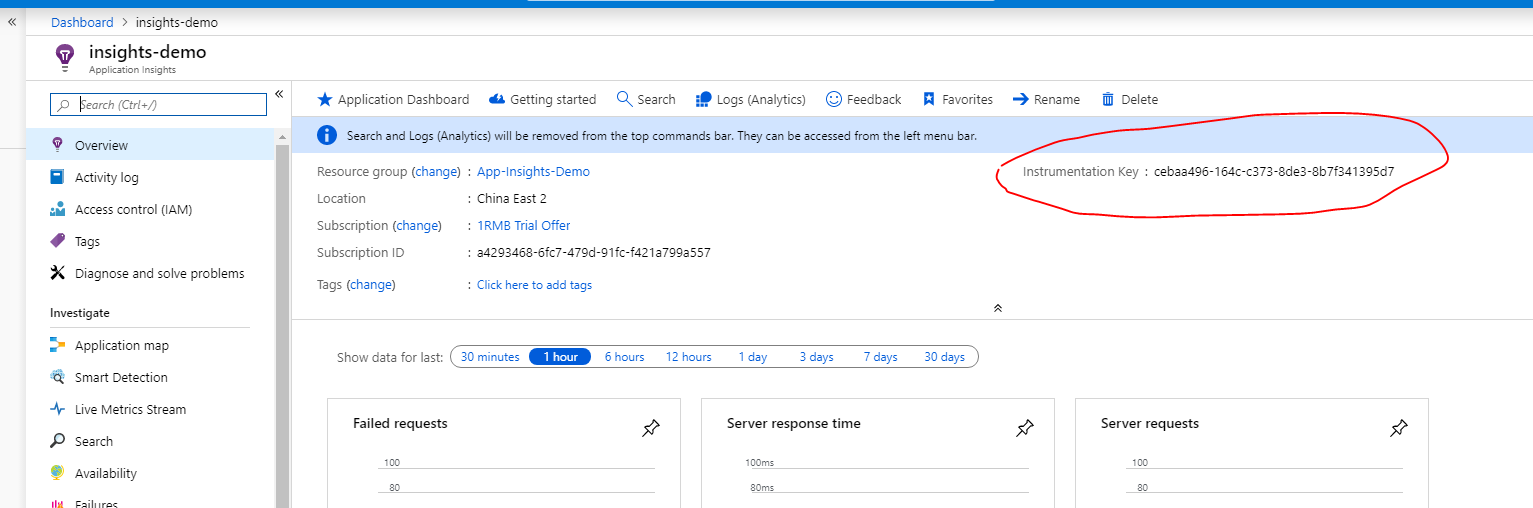 Dashboard > insights-demo
insights-demo
Application Insights
Search (Ctrl+/)
Overview
Activity log
Access control (IAM)
Tags
Diagnose and solve problems
Investigate
Application map
Smart Detection
Live Metrics Stream
Search
Availability
Failures
Application Dashboard Getting started Search Logs (Analytics) Feedback Favorites Rename Delete
Search and Logs (Analytics) will be removed from the top commands bar. They can be accessed from the left menu bar.
Resource group (change) : App-Insights-Demo
Location : China East 2
Subscription (change) : 1RMB Trial Offer
Subscription ID : a4293468-6fc7-479d-91fc-f421a799a557
Tags (change) : Click here to add tags
Instrumentation Key : cebaa496-164c-c373-8de3-8b7f341395d7
Show data for last: 30 minutes 1 hour 6 hours 12 hours 1 day 3 days 7 days 30 days
Failed requests
100
80
Server response time
100ms
80ms
Server requests
100
80